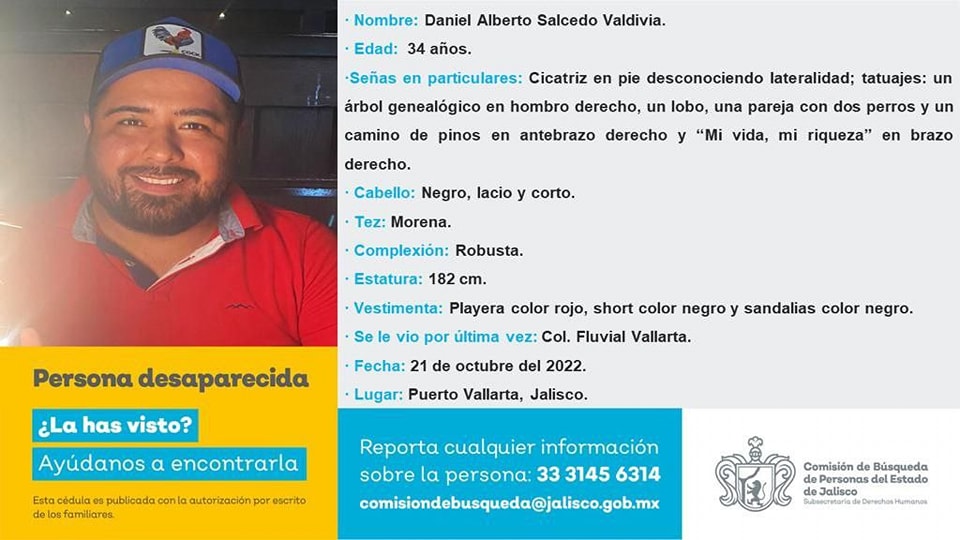 COCK
· Nombre: Daniel Alberto Salcedo Valdivia.
· Edad: 34 años.
·Señas en particulares: Cicatriz en pie desconociendo lateralidad; tatuajes: un
árbol genealógico en hombro derecho, un lobo, una pareja con dos perros y un
camino de pinos en antebrazo derecho y “Mi vida, mi riqueza” en brazo
derecho.
· Cabello: Negro, lacio y corto.
· Tez: Morena.
· Complexión: Robusta.
· Estatura: 182 cm.
· Vestimenta: Playera color rojo, short color negro y sandalias color negro.
· Se le vio por última vez: Col. Fluvial Vallarta.
· Fecha: 21 de octubre del 2022.
· Lugar: Puerto Vallarta, Jalisco.
Persona desaparecida
¿La has visto?
Ayúdanos a encontrarla
Esta cédula es publicada con la autorización por escrito
de los familiares.
Reporta cualquier información
sobre la persona: 33 3145 6314
comisiondebusqueda@jalisco.gob.mx
Comisión de Búsqueda
de Personas del Estado
de Jalisco
Subsecretaría de Derechos Humanos